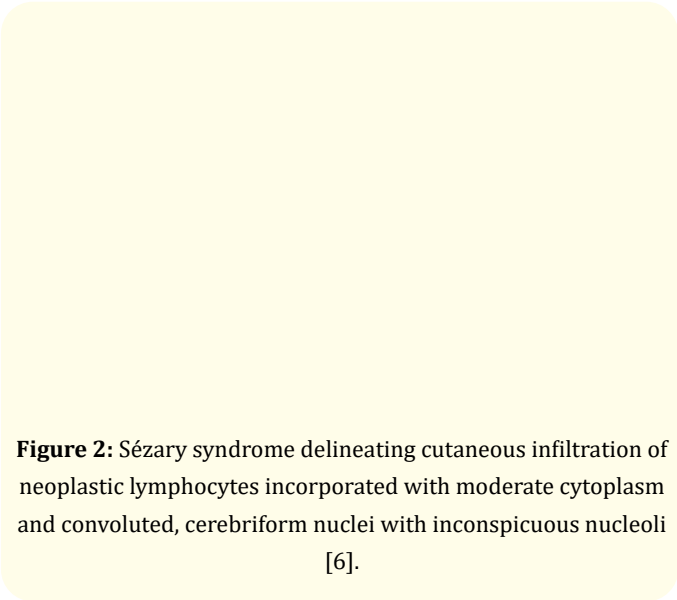 Figure 2: Sézary syndrome delineating cutaneous infiltration of
neoplastic lymphocytes incorporated with moderate cytoplasm
and convoluted, cerebriform nuclei with inconspicuous nucleoli
[6].